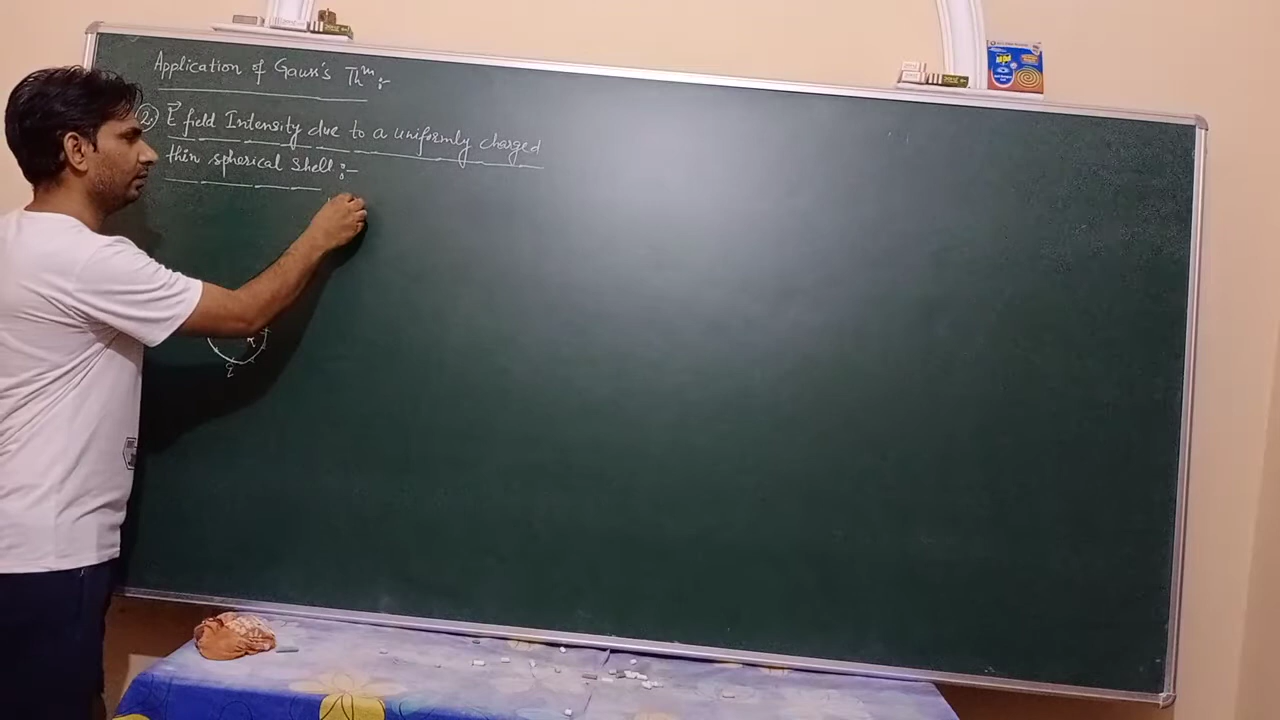 Application of Gauss's Thm:-
(2.) E⃗ field Intensity due to a uniformly charged
thin spherical Shell :-
q